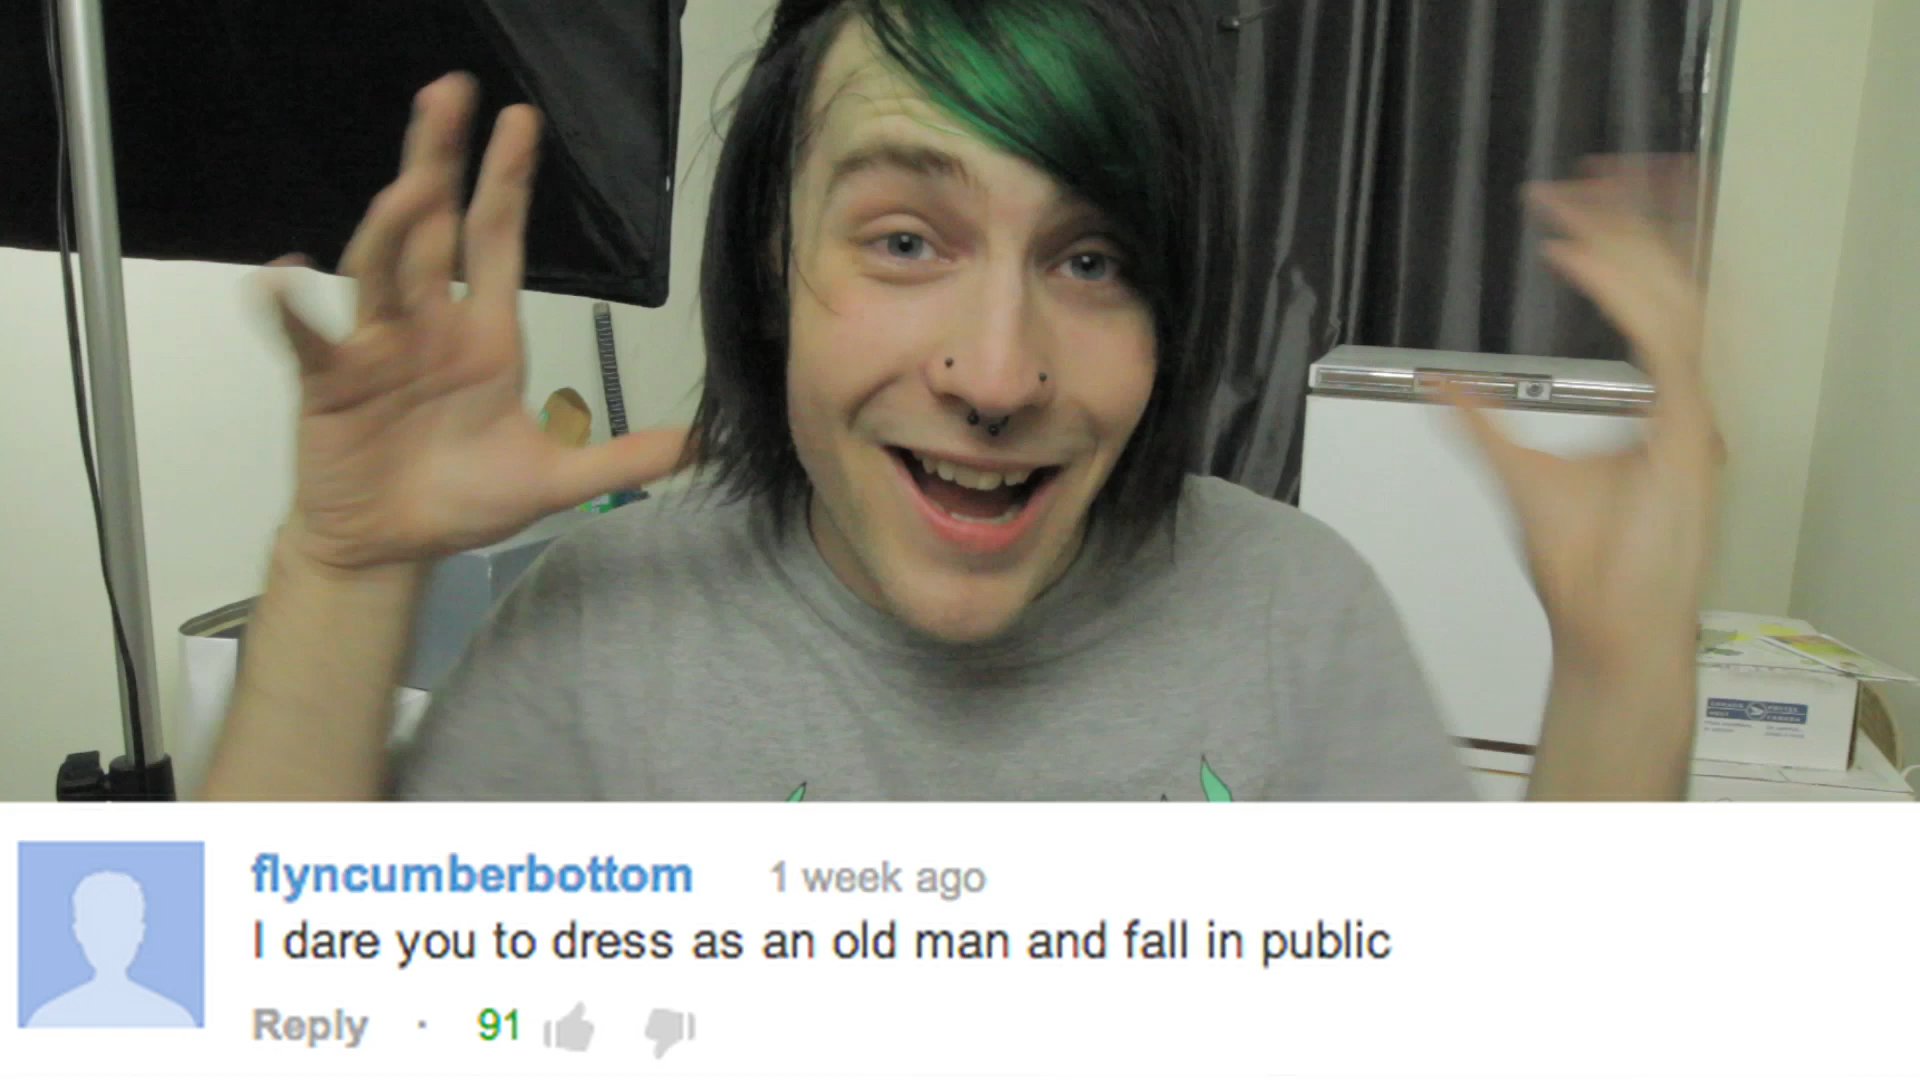 flyncumberbottom 1 week ago
I dare you to dress as an old man and fall in public
Reply · 91